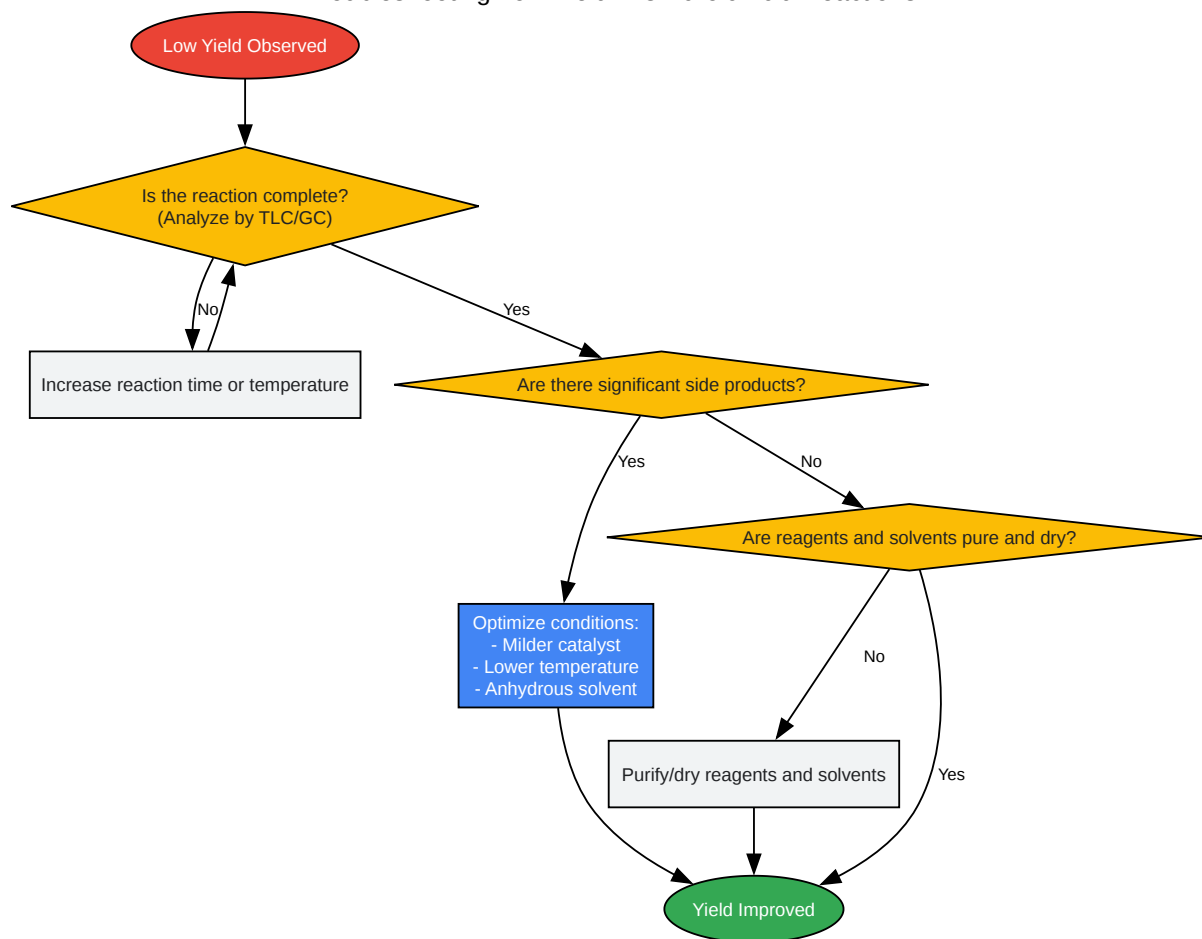 Low Yield Observed
Is the reaction complete?
(Analyze by TLC/GC)
No
Yes
Increase reaction time or temperature
Are there significant side products?
Yes
No
Are reagents and solvents pure and dry?
Optimize conditions:
- Milder catalyst
- Lower temperature
- Anhydrous solvent
No
Purify/dry reagents and solvents
Yes
Yield Improved